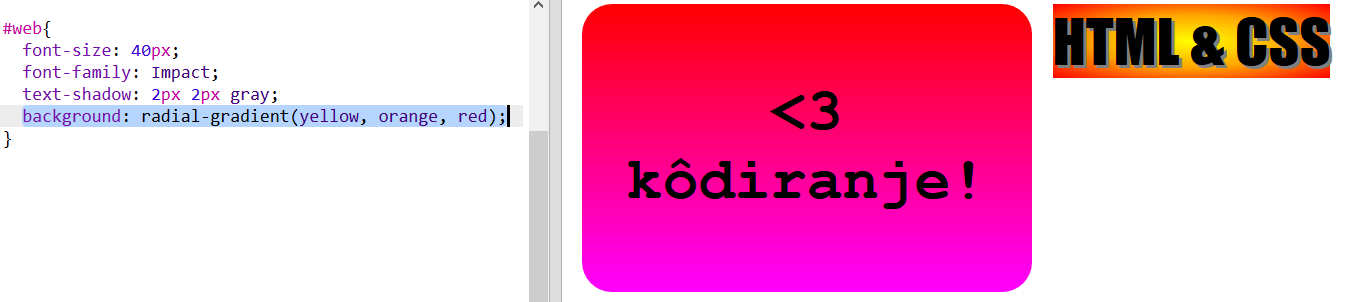 #web{
font-size: 40px;
font-family: Impact;
text-shadow: 2px 2px gray;
background: radial-gradient(yellow, orange, red);
}
<3
kôdiranje!
HTML & CSS